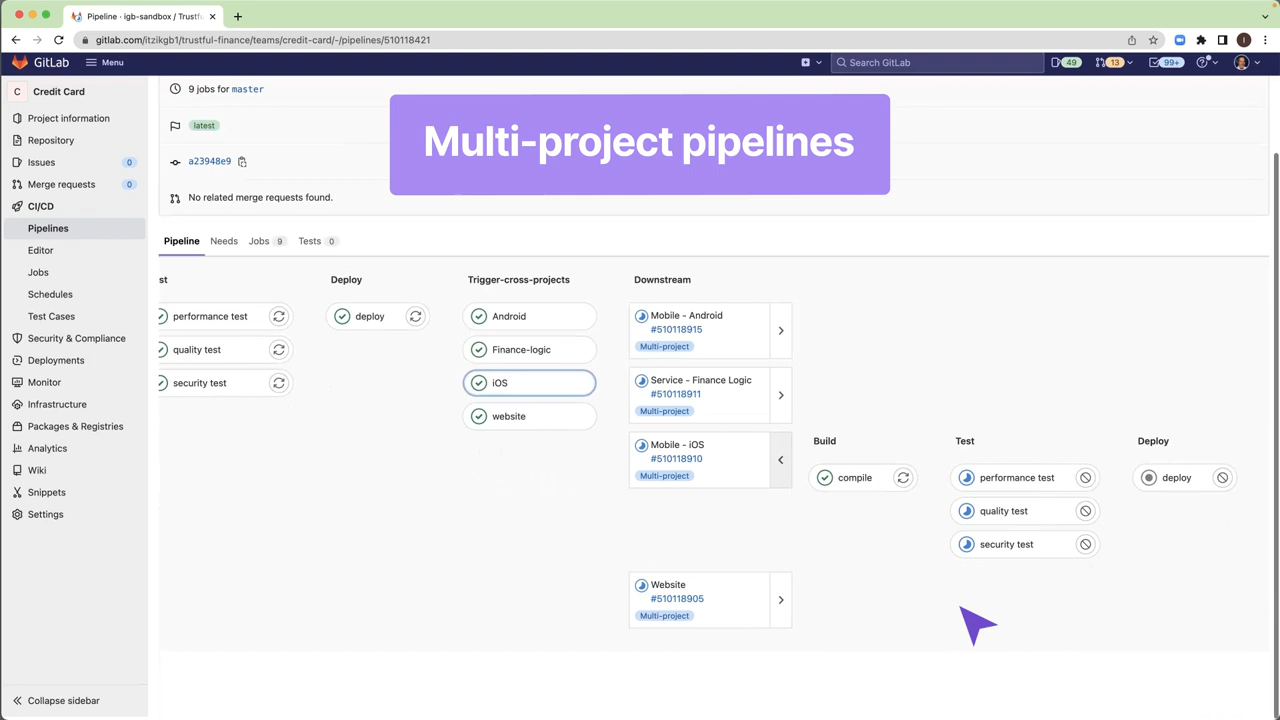 Pipeline · igb-sandbox / Trustf
gitlab.com/itzikgb1/trustful-finance/teams/credit-card/-/pipelines/510118421
I
GitLab
Menu
Search GitLab
49
13
99+
C
Credit Card
Project information
Repository
Issues
0
Merge requests
0
CI/CD
Pipelines
Editor
Jobs
Schedules
Test Cases
Security & Compliance
Deployments
Monitor
Infrastructure
Packages & Registries
Analytics
Wiki
Snippets
Settings
Collapse sidebar
9 jobs for master
latest
a23948e9
No related merge requests found.
Multi-project pipelines
Pipeline Needs Jobs 9 Tests 0
st
performance test
quality test
security test
Deploy
deploy
Trigger-cross-projects
Android
Finance-logic
iOS
website
Downstream
Mobile - Android
#510118915
Multi-project
Service - Finance Logic
#510118911
Multi-project
Mobile - iOS
#510118910
Multi-project
Website
#510118905
Multi-project
Build
compile
Test
performance test
quality test
security test
Deploy
deploy